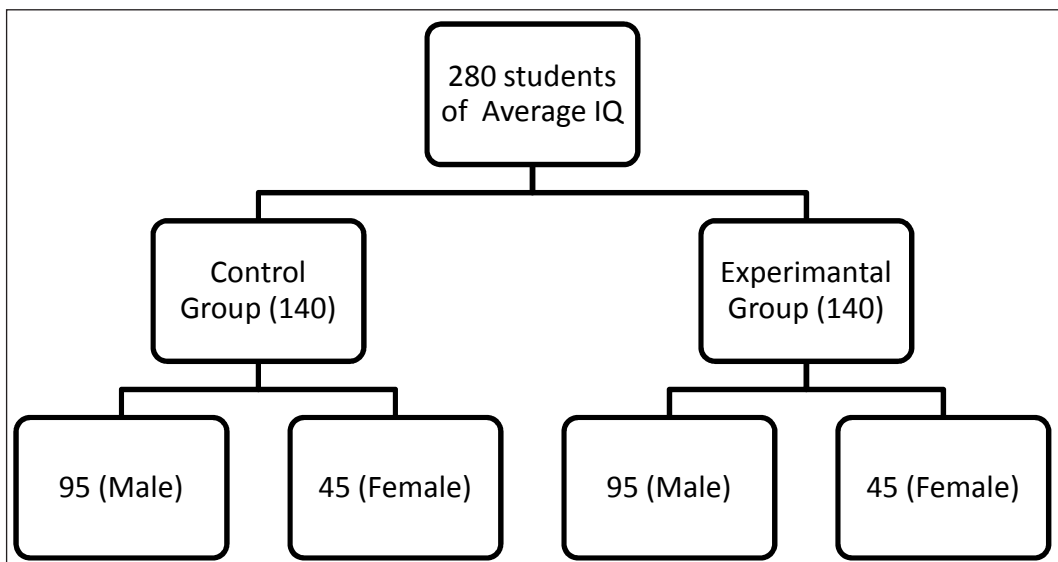 280 students
of Average IQ
Control
Group (140)
Experimantal
Group (140)
95 (Male)
45 (Female)
95 (Male)
45 (Female)